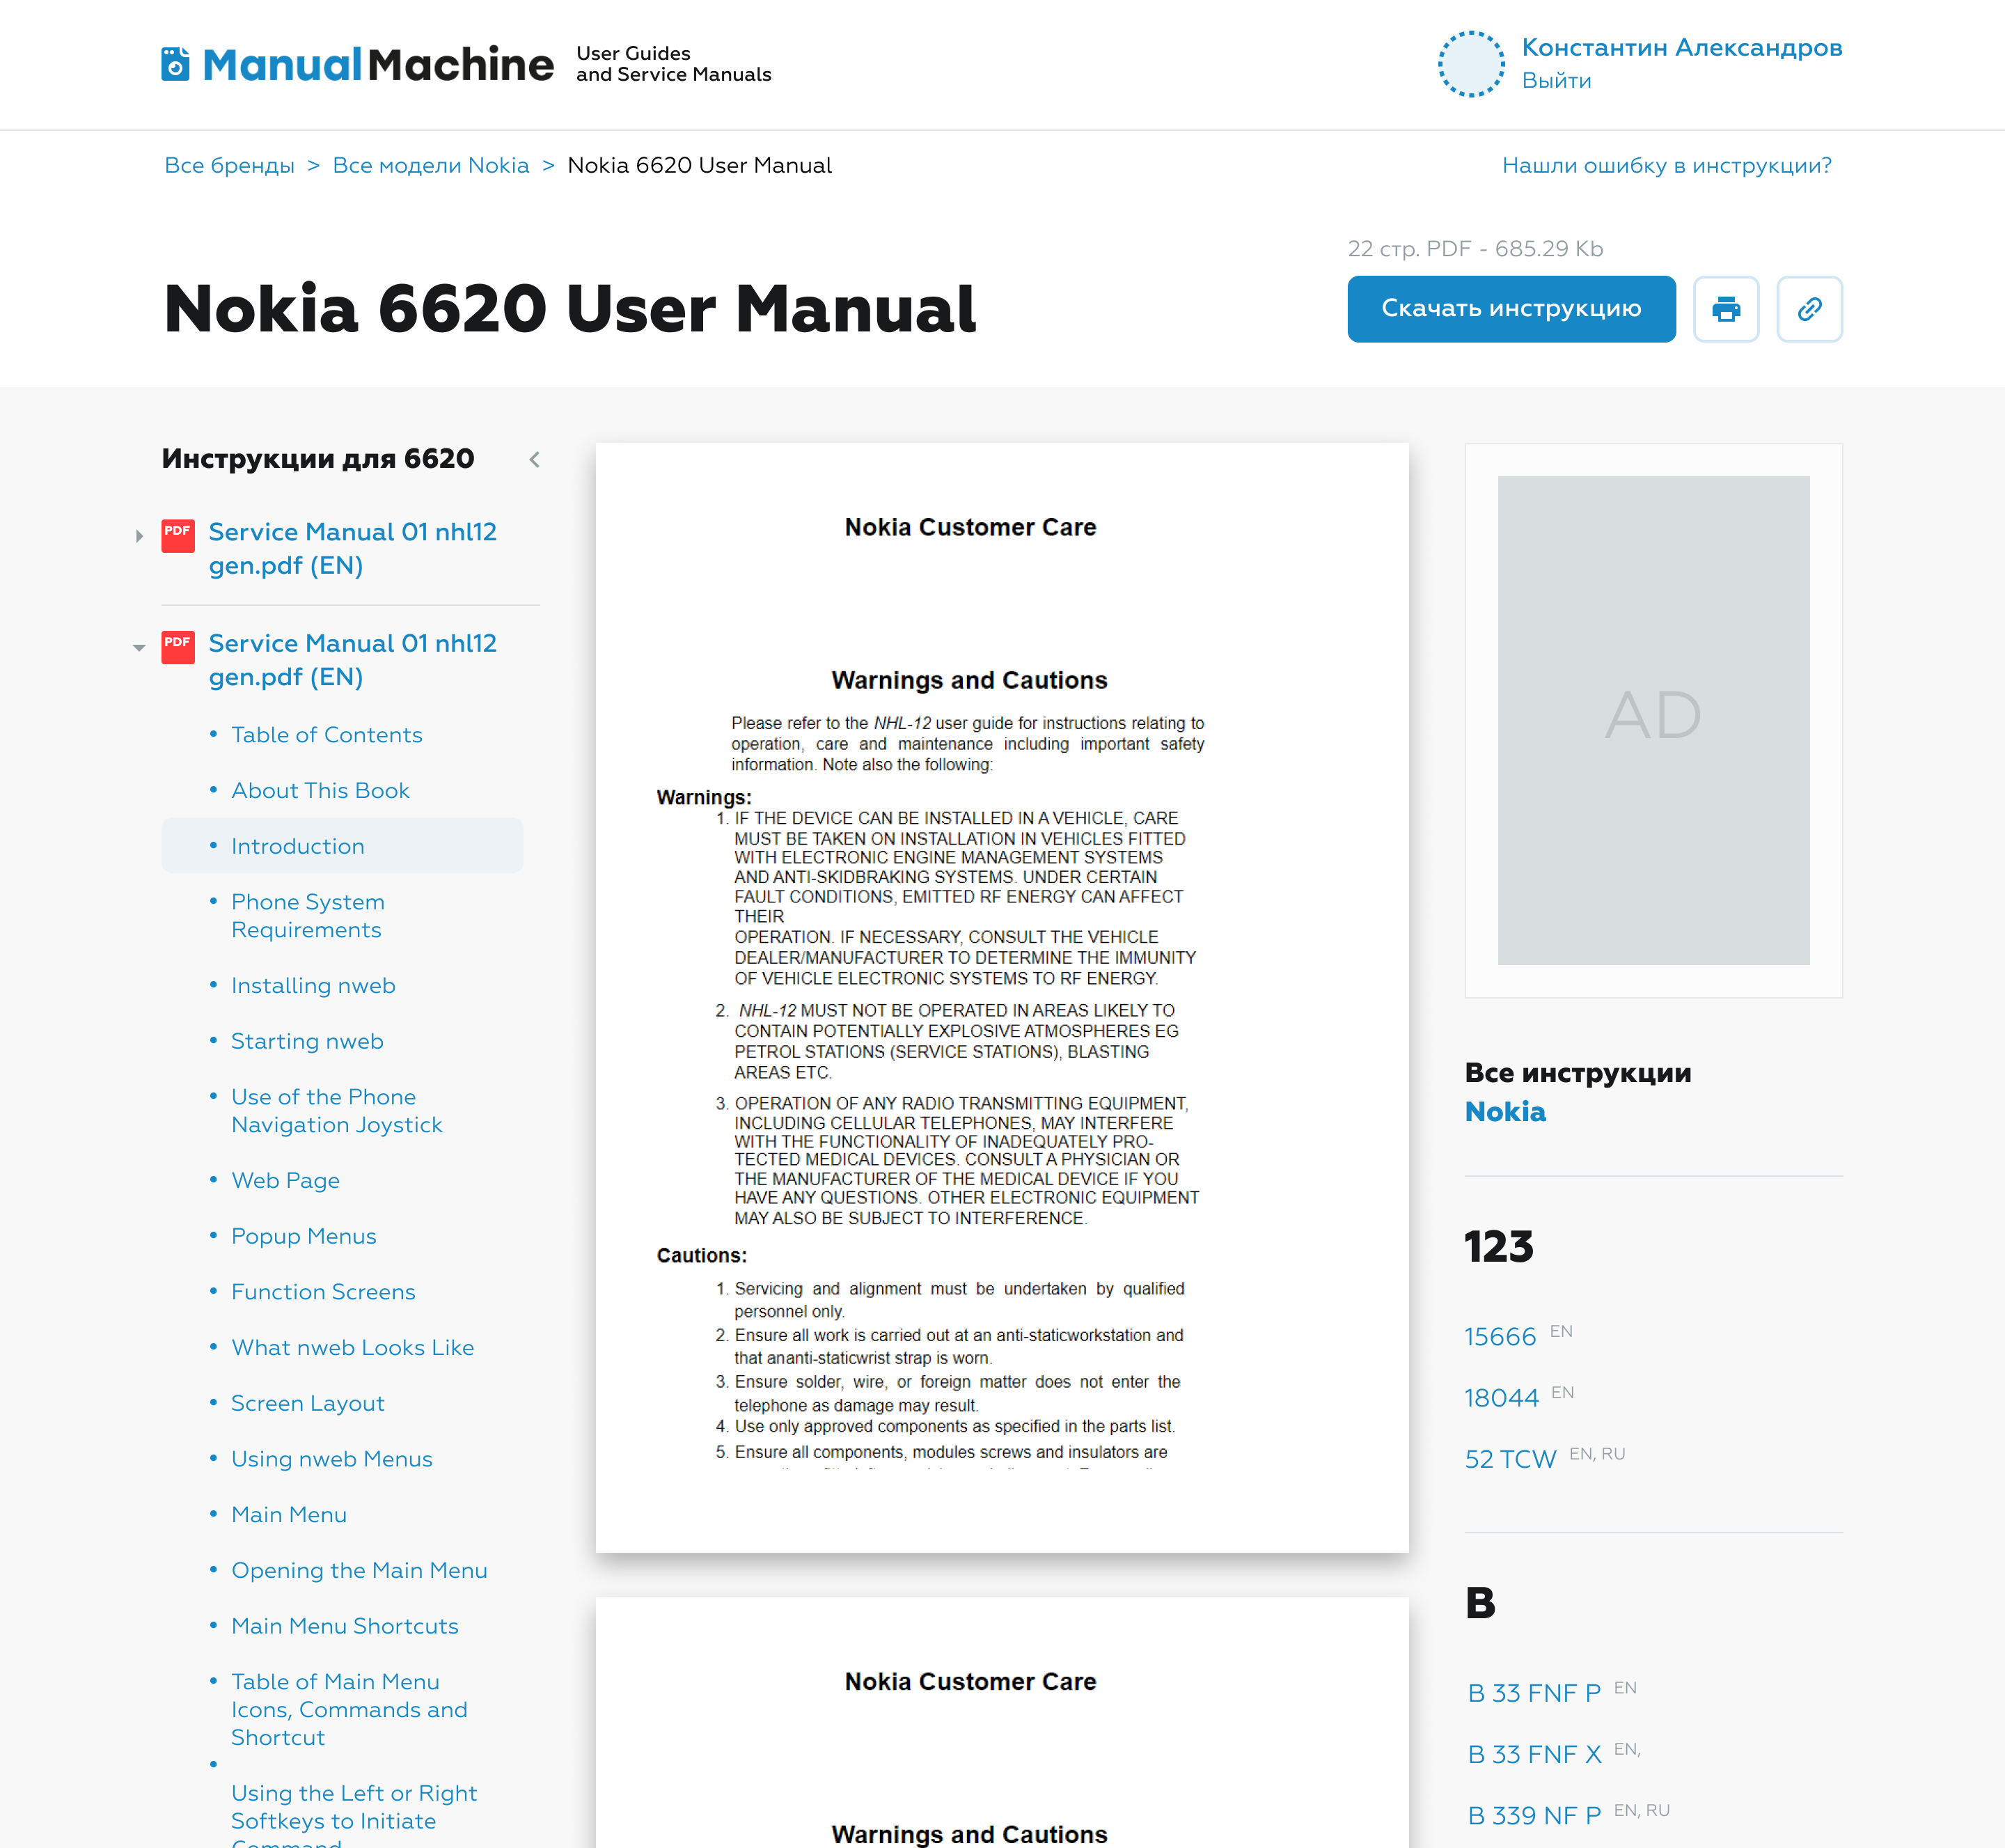 ManualMachine
User Guides
and Service Manuals
Константин Александров
Выйти
Все бренды > Все модели Nokia > Nokia 6620 User Manual
Нашли ошибку в инструкции?
22 стр. PDF - 685.29 Kb
Nokia 6620 User Manual
Скачать инструкцию
Инструкции для 6620
PDF
Service Manual 01 nhl12
gen.pdf (EN)
PDF
Service Manual 01 nhl12
gen.pdf (EN)
• Table of Contents
• About This Book
• Introduction
• Phone System
Requirements
• Installing nweb
• Starting nweb
• Use of the Phone
Navigation Joystick
• Web Page
• Popup Menus
• Function Screens
• What nweb Looks Like
• Screen Layout
• Using nweb Menus
• Main Menu
• Opening the Main Menu
• Main Menu Shortcuts
• Table of Main Menu
Icons, Commands and
Shortcut
•
Using the Left or Right
Softkeys to Initiate
Command
Nokia Customer Care
Warnings and Cautions
Please refer to the NHL-12 user guide for instructions relating to
operation, care and maintenance including important safety
information. Note also the following:
Warnings:
1. IF THE DEVICE CAN BE INSTALLED IN A VEHICLE, CARE
MUST BE TAKEN ON INSTALLATION IN VEHICLES FITTED
WITH ELECTRONIC ENGINE MANAGEMENT SYSTEMS
AND ANTI-SKIDBRAKING SYSTEMS. UNDER CERTAIN
FAULT CONDITIONS, EMITTED RF ENERGY CAN AFFECT
THEIR
OPERATION. IF NECESSARY, CONSULT THE VEHICLE
DEALER/MANUFACTURER TO DETERMINE THE IMMUNITY
OF VEHICLE ELECTRONIC SYSTEMS TO RF ENERGY.
2. NHL-12 MUST NOT BE OPERATED IN AREAS LIKELY TO
CONTAIN POTENTIALLY EXPLOSIVE ATMOSPHERES EG
PETROL STATIONS (SERVICE STATIONS), BLASTING
AREAS ETC.
3. OPERATION OF ANY RADIO TRANSMITTING EQUIPMENT,
INCLUDING CELLULAR TELEPHONES, MAY INTERFERE
WITH THE FUNCTIONALITY OF INADEQUATELY PRO-
TECTED MEDICAL DEVICES. CONSULT A PHYSICIAN OR
THE MANUFACTURER OF THE MEDICAL DEVICE IF YOU
HAVE ANY QUESTIONS. OTHER ELECTRONIC EQUIPMENT
MAY ALSO BE SUBJECT TO INTERFERENCE.
Cautions:
1. Servicing and alignment must be undertaken by qualified
personnel only.
2. Ensure all work is carried out at an anti-staticworkstation and
that ananti-staticwrist strap is worn.
3. Ensure solder, wire, or foreign matter does not enter the
telephone as damage may result.
4. Use only approved components as specified in the parts list.
5. Ensure all components, modules screws and insulators are
Nokia Customer Care
Warnings and Cautions
AD
Все инструкции
Nokia
123
15666 EN
18044 EN
52 TCW EN, RU
B
B 33 FNF P EN
B 33 FNF X EN,
B 339 NF P EN, RU